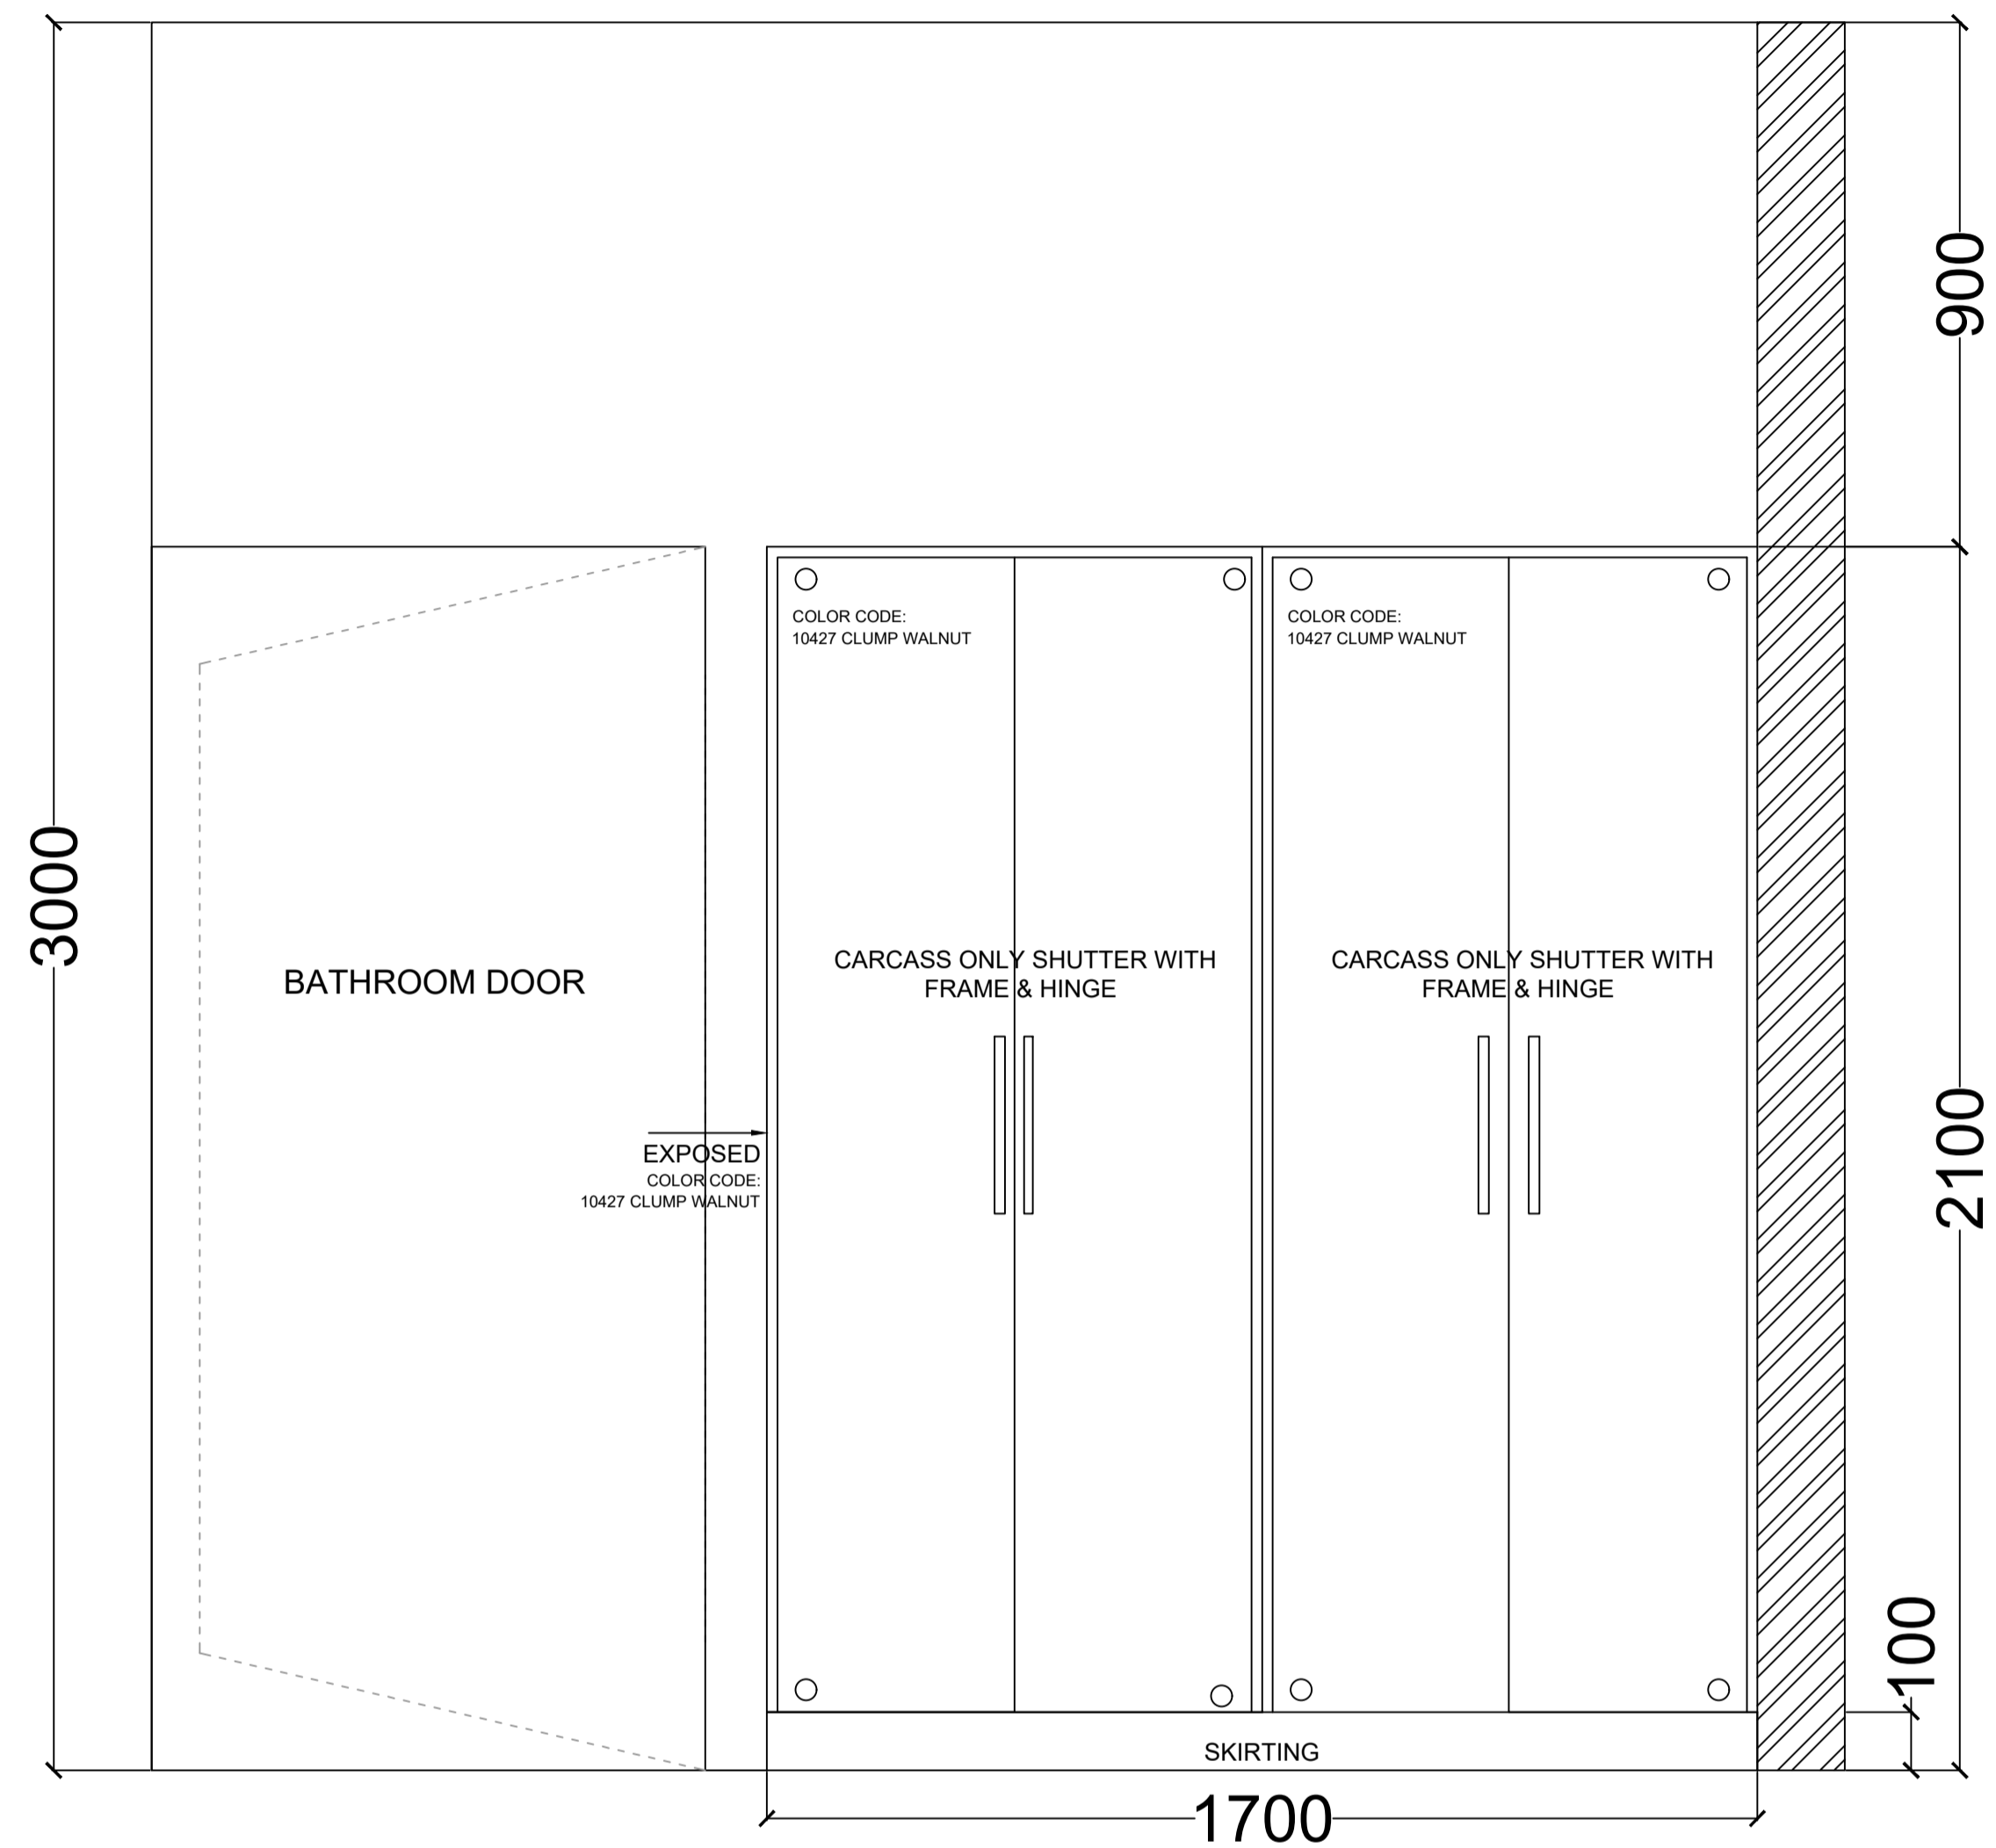 900
COLOR CODE:
10427 CLUMP WALNUT
COLOR CODE:
10427 CLUMP WALNUT
3000
BATHROOM DOOR
CARCASS ONLY SHUTTER WITH
FRAME & HINGE
CARCASS ONLY SHUTTER WITH
FRAME & HINGE
EXPOSED
COLOR CODE:
10427 CLUMP WALNUT
2100
100
SKIRTING
1700